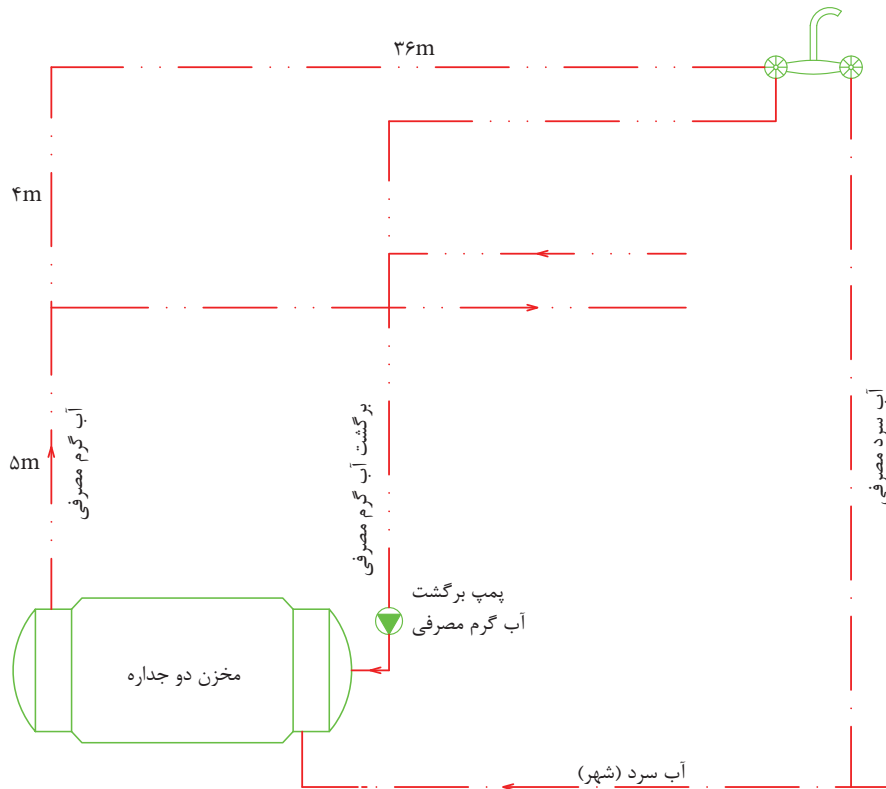 ۳۶m
۴m
۵m
آب گرم مصرفی
برگشت آب گرم مصرفی
آب سرد مصرفی
پمپ برگشت
آب گرم مصرفی
مخزن دو جداره
آب سرد (شهر)